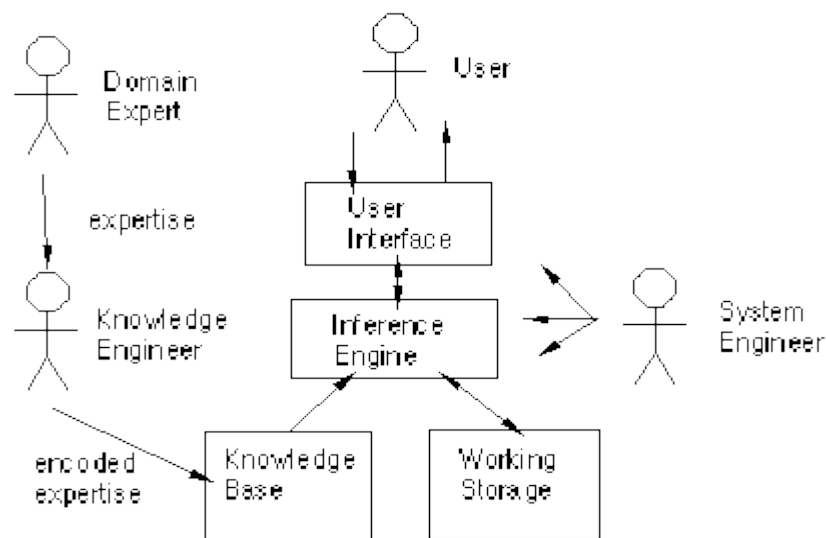 Domain
Expert
User
expertise
User
Interface
Knowledge
Engineer
Inference
Engine
System
Engineer
encoded
expertise
Knowledge
Base
Working
Storage